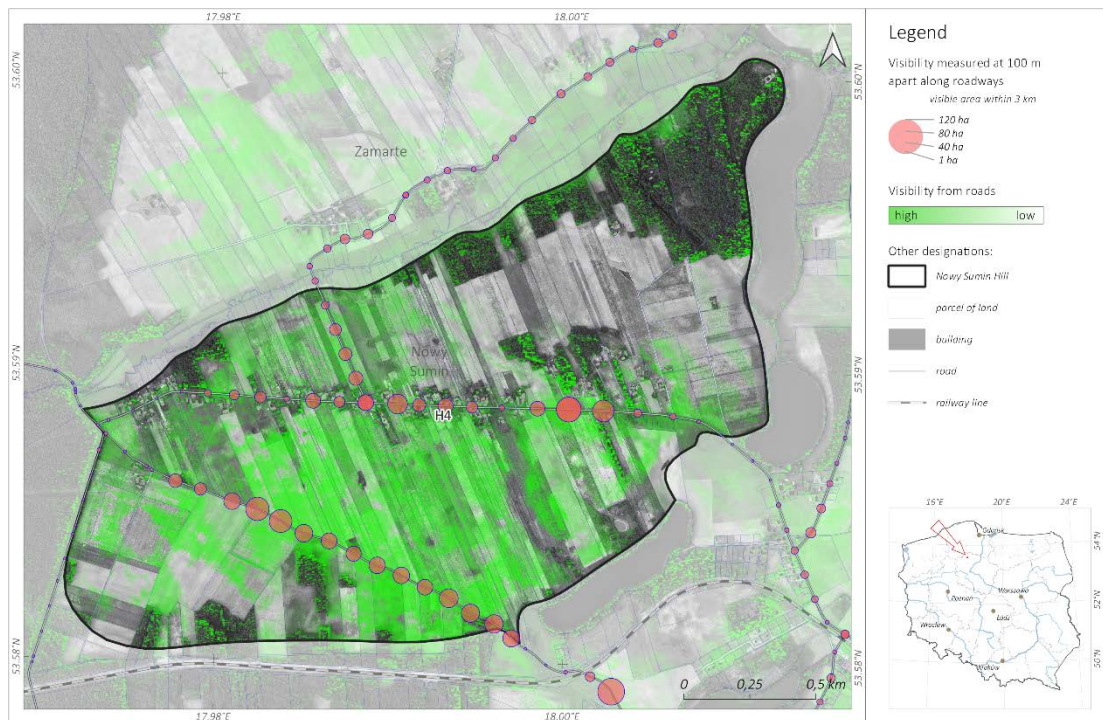 17.98°E
18.00°E
53.60°N
53.60°N
Zamarte
53.59°N
53.59°N
Nowy
Sumin
H4
53.58°N
53.58°N
0
0,25
0,5 km
17.98°E
18.00°E
Legend
Visibility measured at 100 m
apart along roadways
visible area within 3 km
120 ha
80 ha
40 ha
1 ha
Visibility from roads
high
low
Other designations:
Nowy Sumin Hill
parcel of land
building
road
railway line
16°E
20°E
24°E
Gdańsk
54°N
Poznań
Warszawa
52°N
Łódź
Wrocław
50°N
Kraków